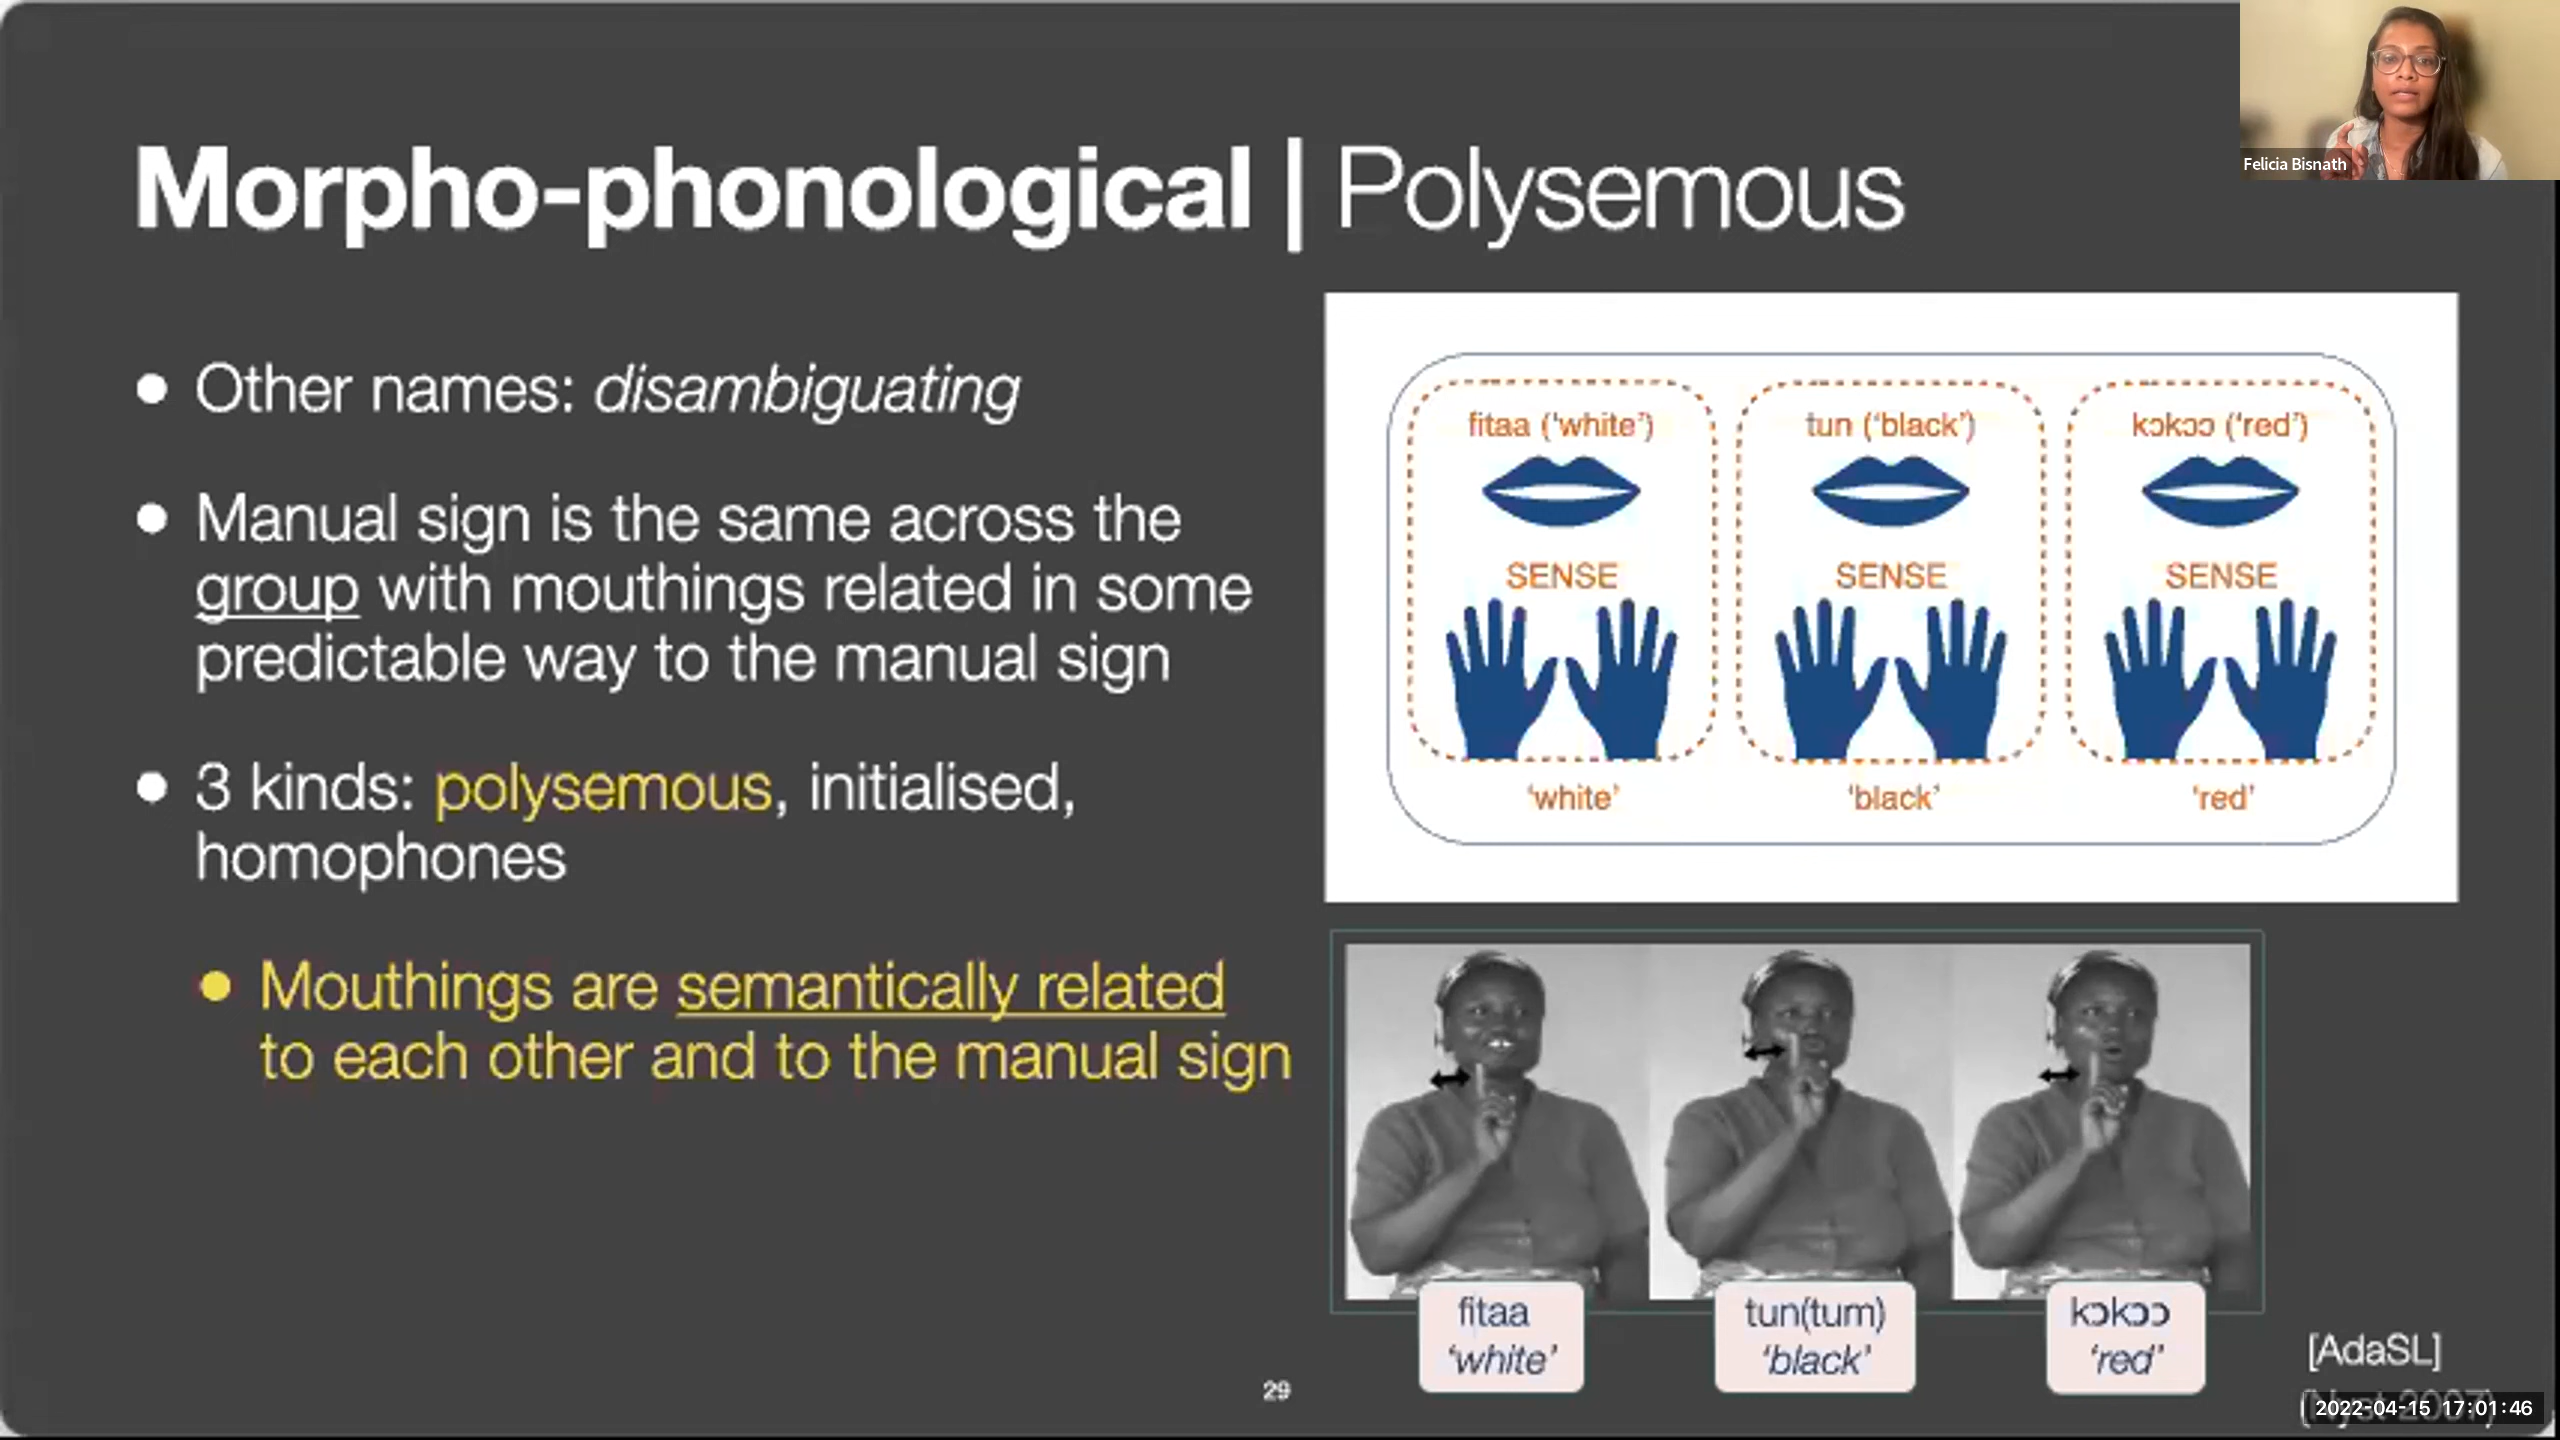 Felicia Bisnath
Morpho-phonological | Polysemous
Other names: disambiguating
Manual sign is the same across the
group with mouthings related in some
predictable way to the manual sign
3 kinds: polysemous, initialised,
homophones
Mouthings are semantically related
to each other and to the manual sign
fitaa (‘white’)
SENSE
‘white’
tun (‘black’)
SENSE
‘black’
kɔkɔɔ (‘red’)
SENSE
‘red’
fitaa
‘white’
tun(tum)
‘black’
kɔkɔɔ
‘red’
[AdaSL]
(Nyst 2007)
2022-04-15 17:01:46
29